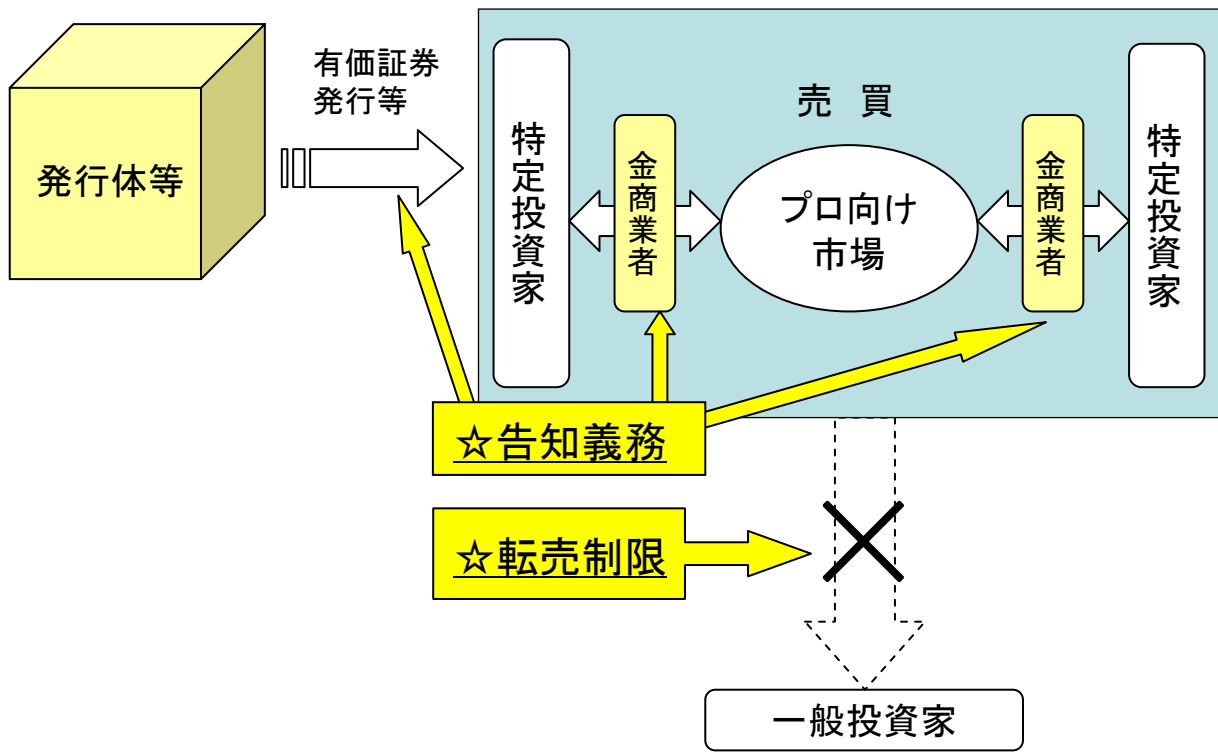 発行体等
有価証券
発行等
特定投資家
金商業者
売買
プロ向け
市場
金商業者
特定投資家
☆告知義務
☆転売制限
一般投資家